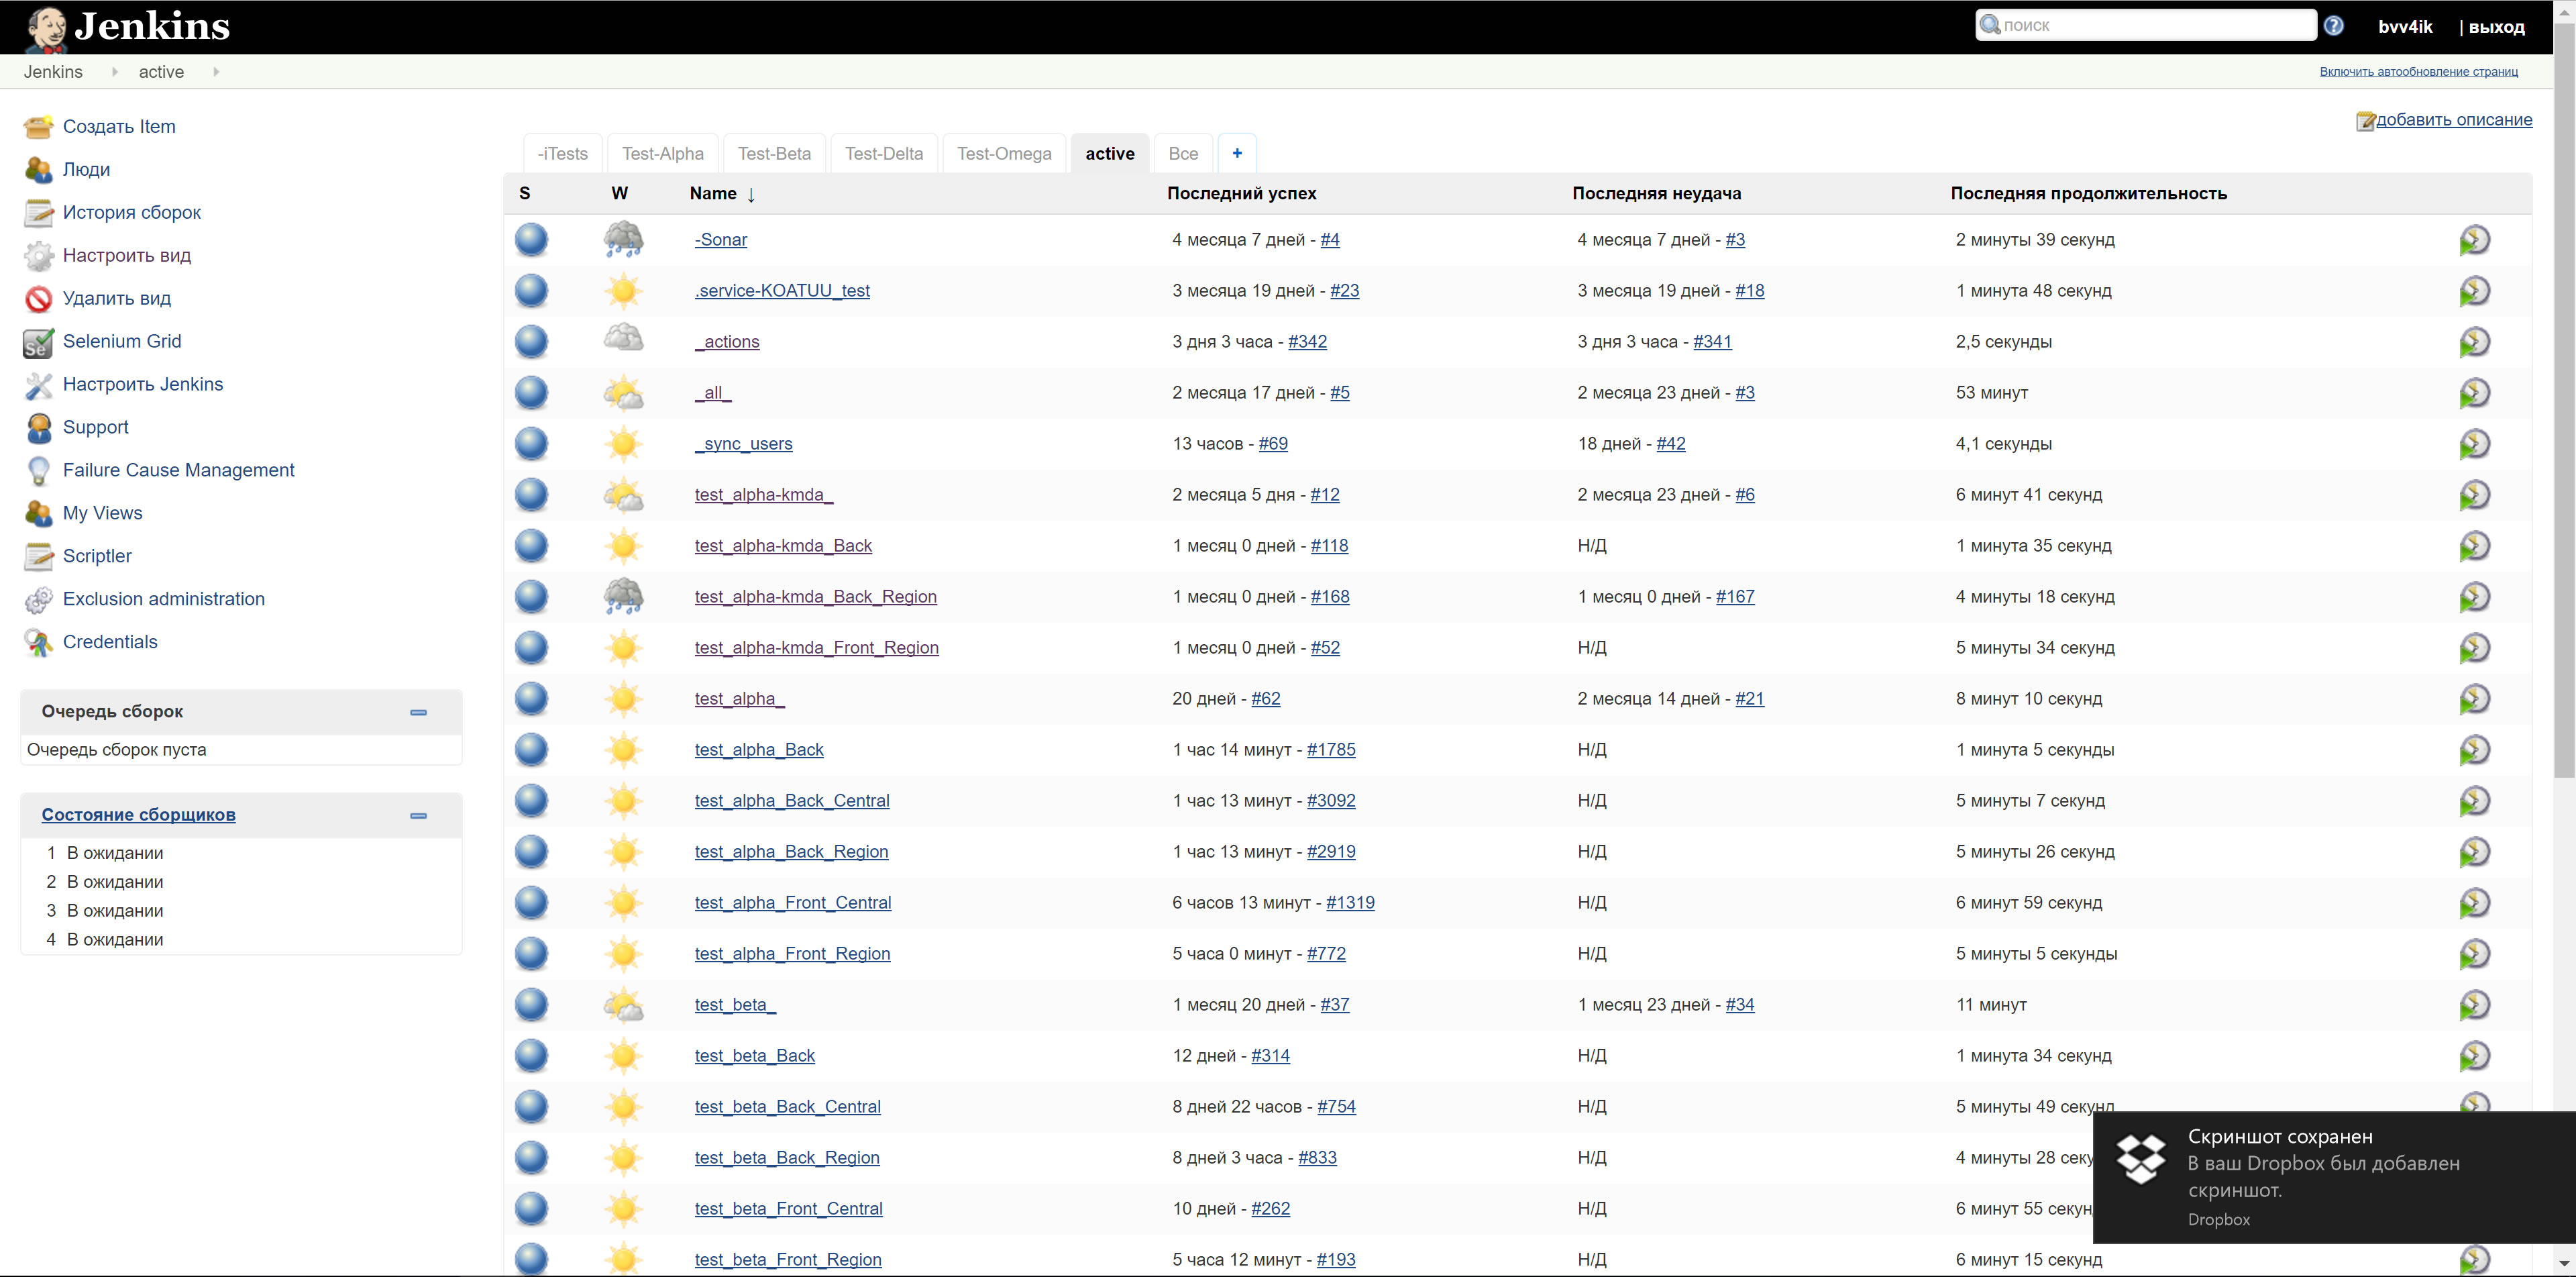 Jenkins
поиск
bvv4ik
| выход
Jenkins
active
Включить автообновление страниц
Создать Item
Люди
История сборок
Настроить вид
Удалить вид
Selenium Grid
Настроить Jenkins
Support
Failure Cause Management
My Views
Scriptler
Exclusion administration
Credentials
Очередь сборок
Очередь сборок пуста
Состояние сборщиков
1 В ожидании
2 В ожидании
3 В ожидании
4 В ожидании
добавить описание
-iTests Test-Alpha Test-Beta Test-Delta Test-Omega active Все +
S W Name ↓ Последний успех Последняя неудача Последняя продолжительность
-Sonar 4 месяца 7 дней - #4 4 месяца 7 дней - #3 2 минуты 39 секунд
.service-KOATUU_test 3 месяца 19 дней - #23 3 месяца 19 дней - #18 1 минута 48 секунд
_actions 3 дня 3 часа - #342 3 дня 3 часа - #341 2,5 секунды
_all_ 2 месяца 17 дней - #5 2 месяца 23 дней - #3 53 минут
_sync_users 13 часов - #69 18 дней - #42 4,1 секунды
test_alpha-kmda_ 2 месяца 5 дня - #12 2 месяца 23 дней - #6 6 минут 41 секунд
test_alpha-kmda_Back 1 месяц 0 дней - #118 Н/Д 1 минута 35 секунд
test_alpha-kmda_Back_Region 1 месяц 0 дней - #168 1 месяц 0 дней - #167 4 минуты 18 секунд
test_alpha-kmda_Front_Region 1 месяц 0 дней - #52 Н/Д 5 минуты 34 секунд
test_alpha_ 20 дней - #62 2 месяца 14 дней - #21 8 минут 10 секунд
test_alpha_Back 1 час 14 минут - #1785 Н/Д 1 минута 5 секунды
test_alpha_Back_Central 1 час 13 минут - #3092 Н/Д 5 минуты 7 секунд
test_alpha_Back_Region 1 час 13 минут - #2919 Н/Д 5 минуты 26 секунд
test_alpha_Front_Central 6 часов 13 минут - #1319 Н/Д 6 минут 59 секунд
test_alpha_Front_Region 5 часа 0 минут - #772 Н/Д 5 минуты 5 секунды
test_beta_ 1 месяц 20 дней - #37 1 месяц 23 дней - #34 11 минут
test_beta_Back 12 дней - #314 Н/Д 1 минута 34 секунд
test_beta_Back_Central 8 дней 22 часов - #754 Н/Д 5 минуты 49 секунд
test_beta_Back_Region 8 дней 3 часа - #833 Н/Д 4 минуты 28 секу
test_beta_Front_Central 10 дней - #262 Н/Д 6 минут 55 секун
test_beta_Front_Region 5 часа 12 минут - #193 Н/Д 6 минут 15 секунд
Скриншот сохранен
В ваш Dropbox был добавлен
скриншот.
Dropbox